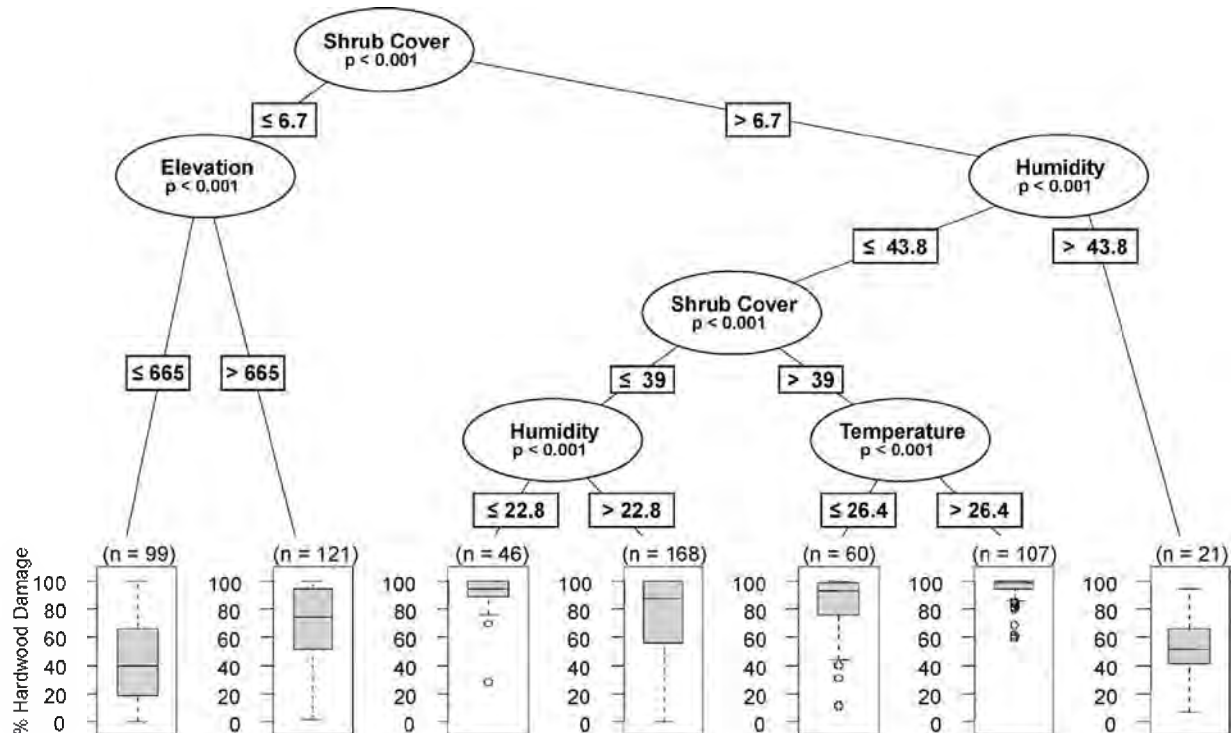 Shrub Cover
p < 0.001
≤ 6.7
> 6.7
Elevation
p < 0.001
Humidity
p < 0.001
≤ 43.8
> 43.8
Shrub Cover
p < 0.001
≤ 665
> 665
≤ 39
> 39
Humidity
p < 0.001
Temperature
p < 0.001
≤ 22.8
> 22.8
≤ 26.4
> 26.4
(n = 99) (n = 121) (n = 46) (n = 168) (n = 60) (n = 107) (n = 21)
% Hardwood Damage
100 100 100 100 100 100 100
80 80 80 80 80 80 80
60 60 60 60 60 60 60
40 40 40 40 40 40 40
20 20 20 20 20 20 20
0 0 0 0 0 0 0